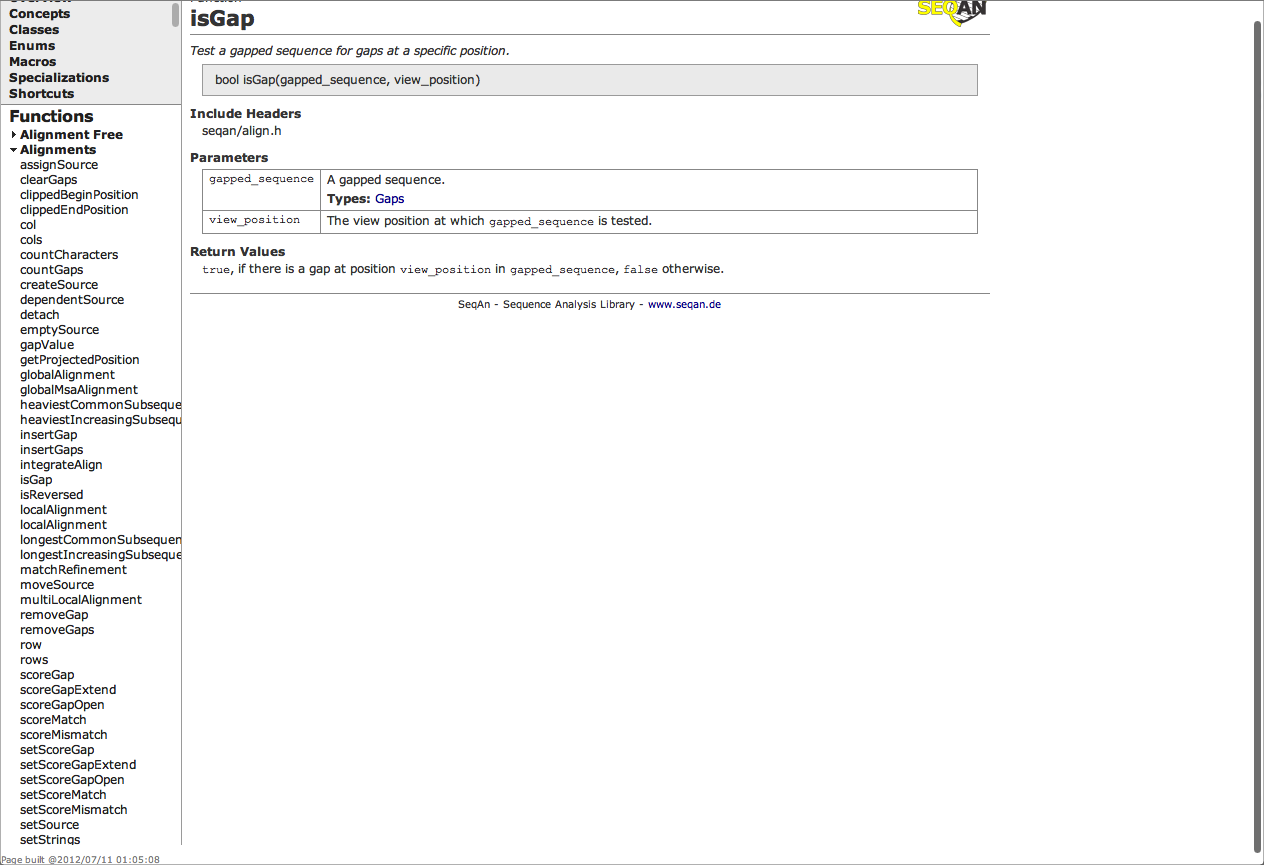 Concepts
Classes
Enums
Macros
Specializations
Shortcuts
Functions
Alignment Free
Alignments
assignSource
clearGaps
clippedBeginPosition
clippedEndPosition
col
cols
countCharacters
countGaps
createSource
dependentSource
detach
emptySource
gapValue
getProjectedPosition
globalAlignment
globalMsaAlignment
heaviestCommonSubseque
heaviestIncreasingSubsequ
insertGap
insertGaps
integrateAlign
isGap
isReversed
localAlignment
localAlignment
longestCommonSubsequen
longestIncreasingSubseque
matchRefinement
moveSource
multiLocalAlignment
removeGap
removeGaps
row
rows
scoreGap
scoreGapExtend
scoreGapOpen
scoreMatch
scoreMismatch
setScoreGap
setScoreGapExtend
setScoreGapOpen
setScoreMatch
setScoreMismatch
setSource
setStrings
Page built @2012/07/11 01:05:08
isGap
SEQAN
Test a gapped sequence for gaps at a specific position.
bool isGap(gapped_sequence, view_position)
Include Headers
seqan/align.h
Parameters
gapped_sequence A gapped sequence.
Types: Gaps
view_position The view position at which gapped_sequence is tested.
Return Values
true, if there is a gap at position view_position in gapped_sequence, false otherwise.
SeqAn - Sequence Analysis Library - www.seqan.de